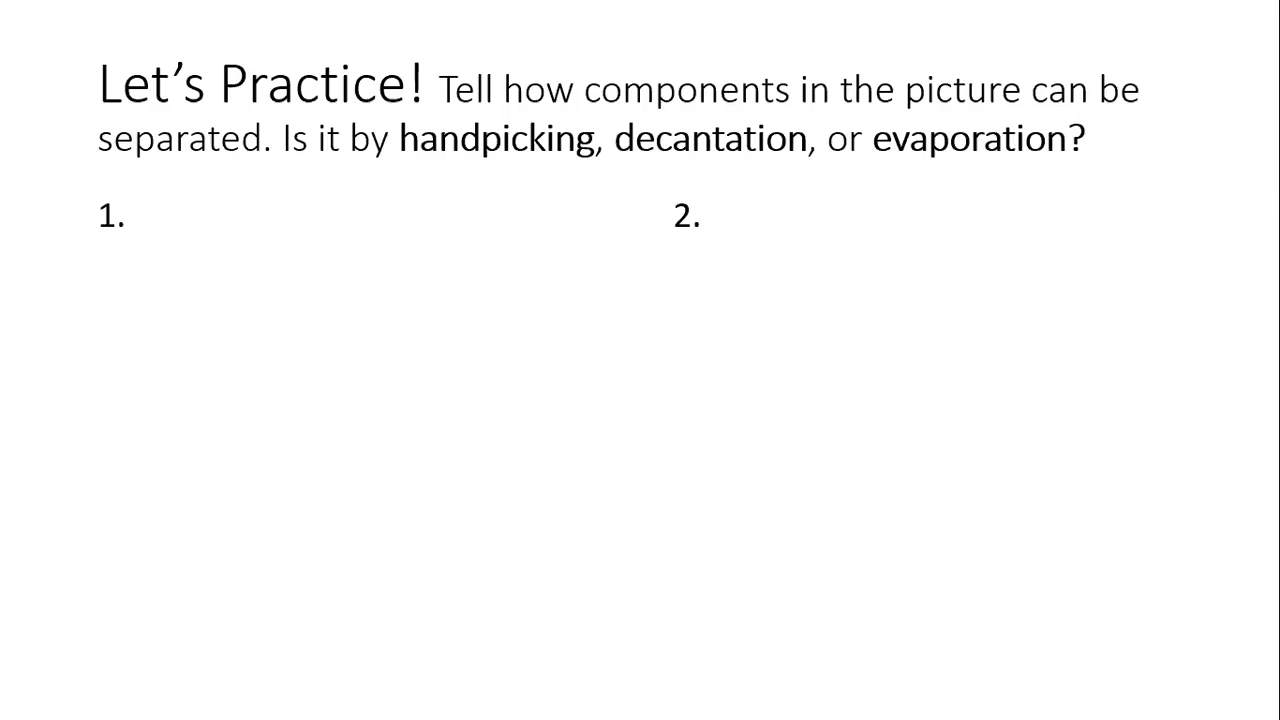 Let’s Practice! Tell how components in the picture can be
separated. Is it by handpicking, decantation, or evaporation?
1.
2.